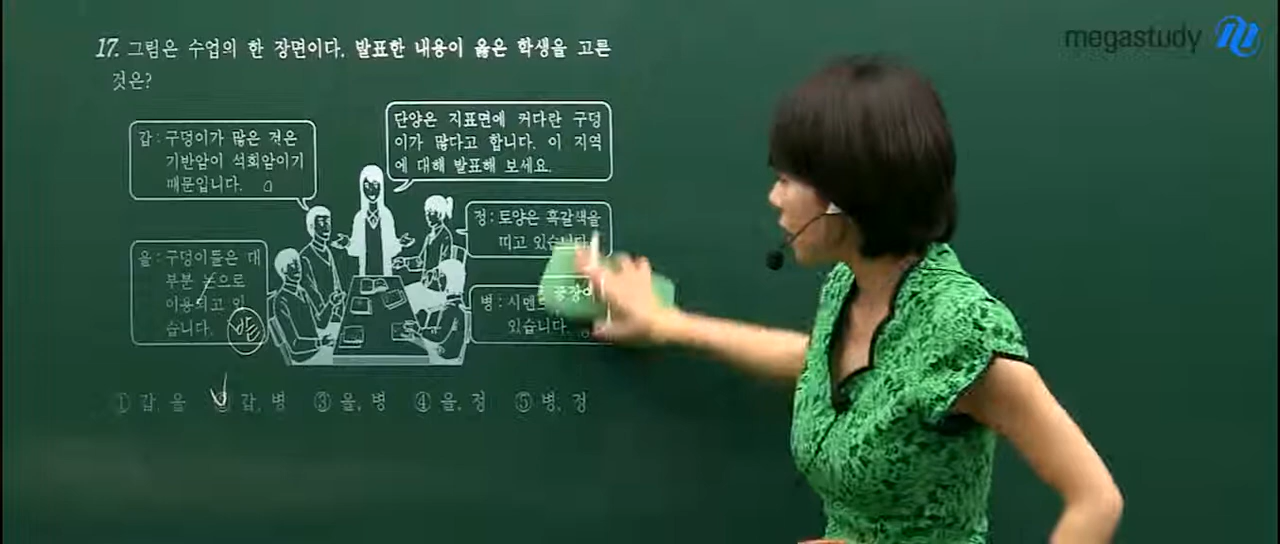 megastudy
17. 그림은 수업의 한 장면이다. 발표한 내용이 옳은 학생을 고른
것은?
단양은 지표면에 커다란 구덩
이가 많다고 합니다. 이 지역
에 대해 발표해 보세요.
갑 : 구덩이가 많은 것은
기반암이 석회암이기
때문입니다.
정 : 토양은 흑갈색을
띠고 있습니다
을 : 구덩이들은 대
부분 논으로
이용되고 있
습니다. 밭
병 : 시멘트
있습니다.
① 갑, 을 ② 갑, 병 ③ 을, 병 ④ 을, 정 ⑤ 병, 정